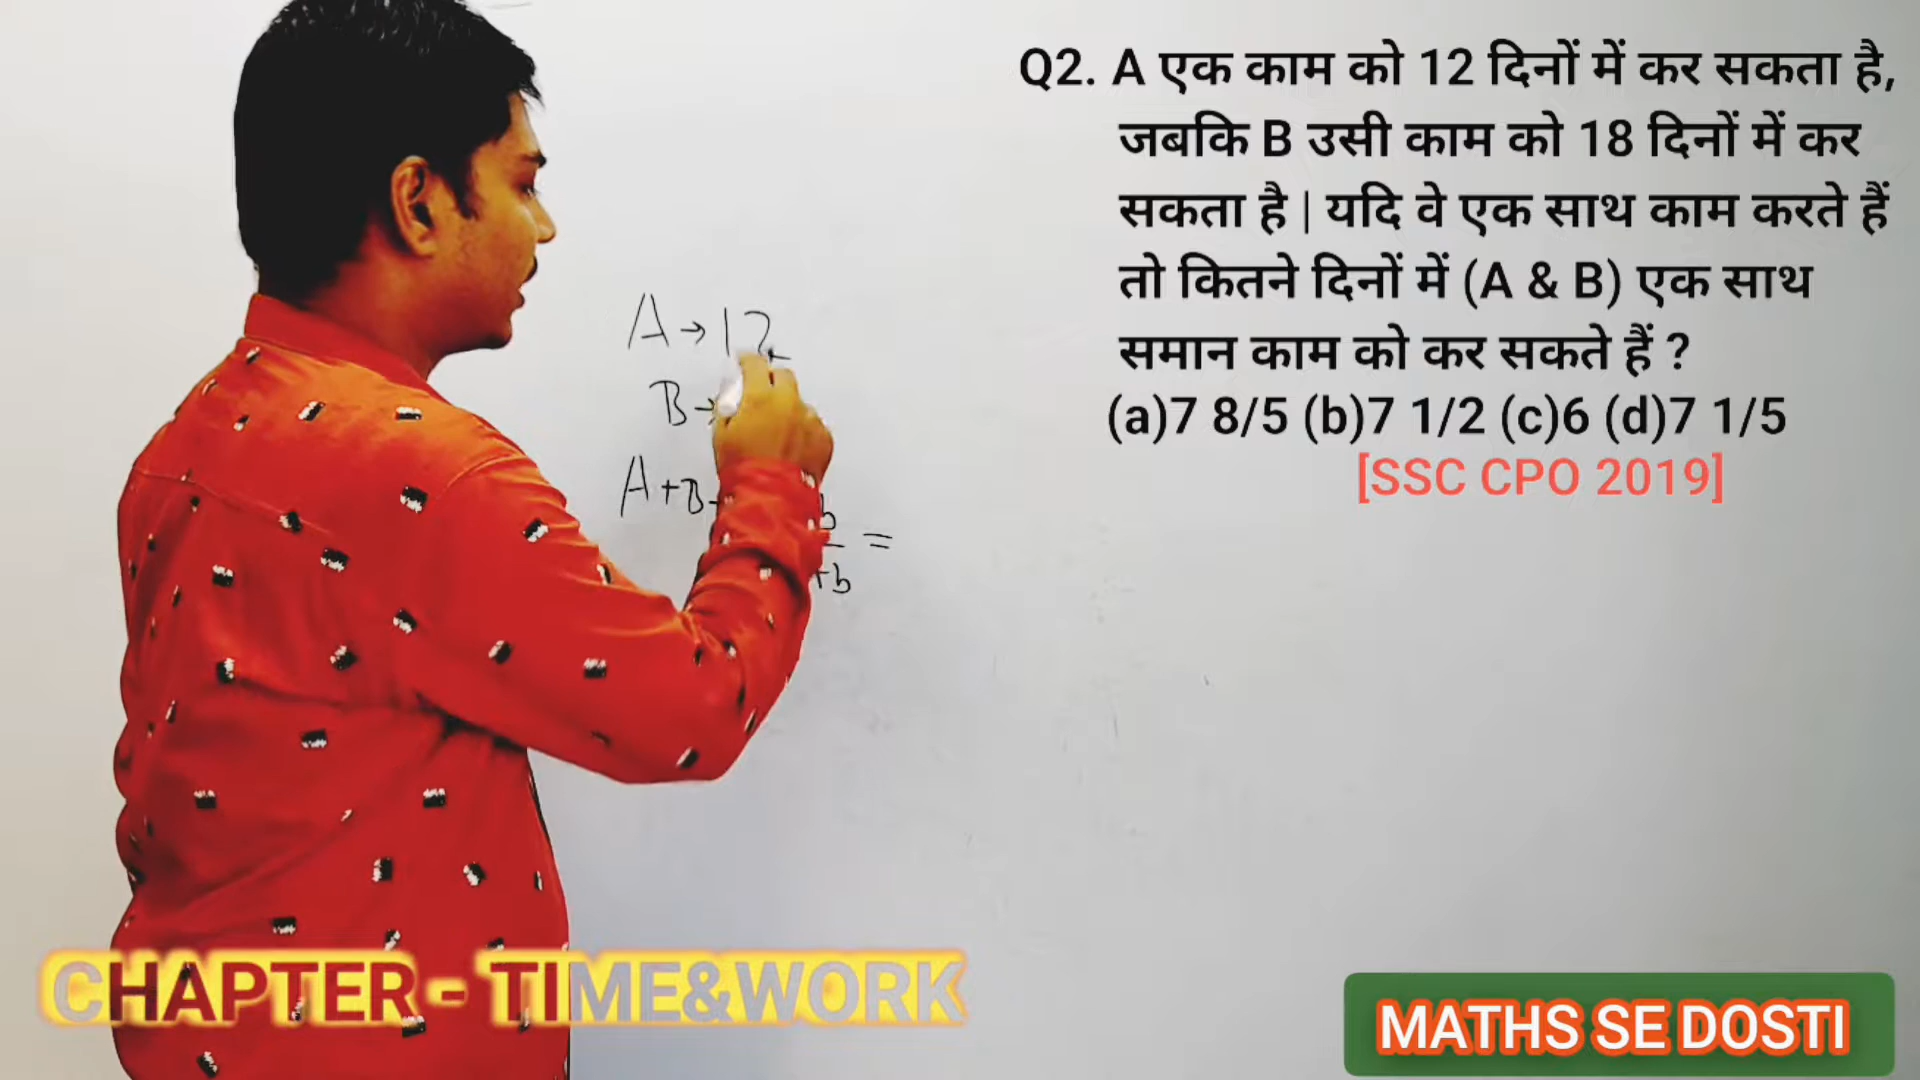 Q2. A एक काम को 12 दिनों में कर सकता है,
जबकि B उसी काम को 18 दिनों में कर
सकता है | यदि वे एक साथ काम करते हैं
तो कितने दिनों में (A & B) एक साथ
समान काम को कर सकते हैं ?
(a)7 8/5 (b)7 1/2 (c)6 (d)7 1/5
[SSC CPO 2019]
A → 12
B →
A+B
b =
+b
CHAPTER - TIME&WORK
MATHS SE DOSTI